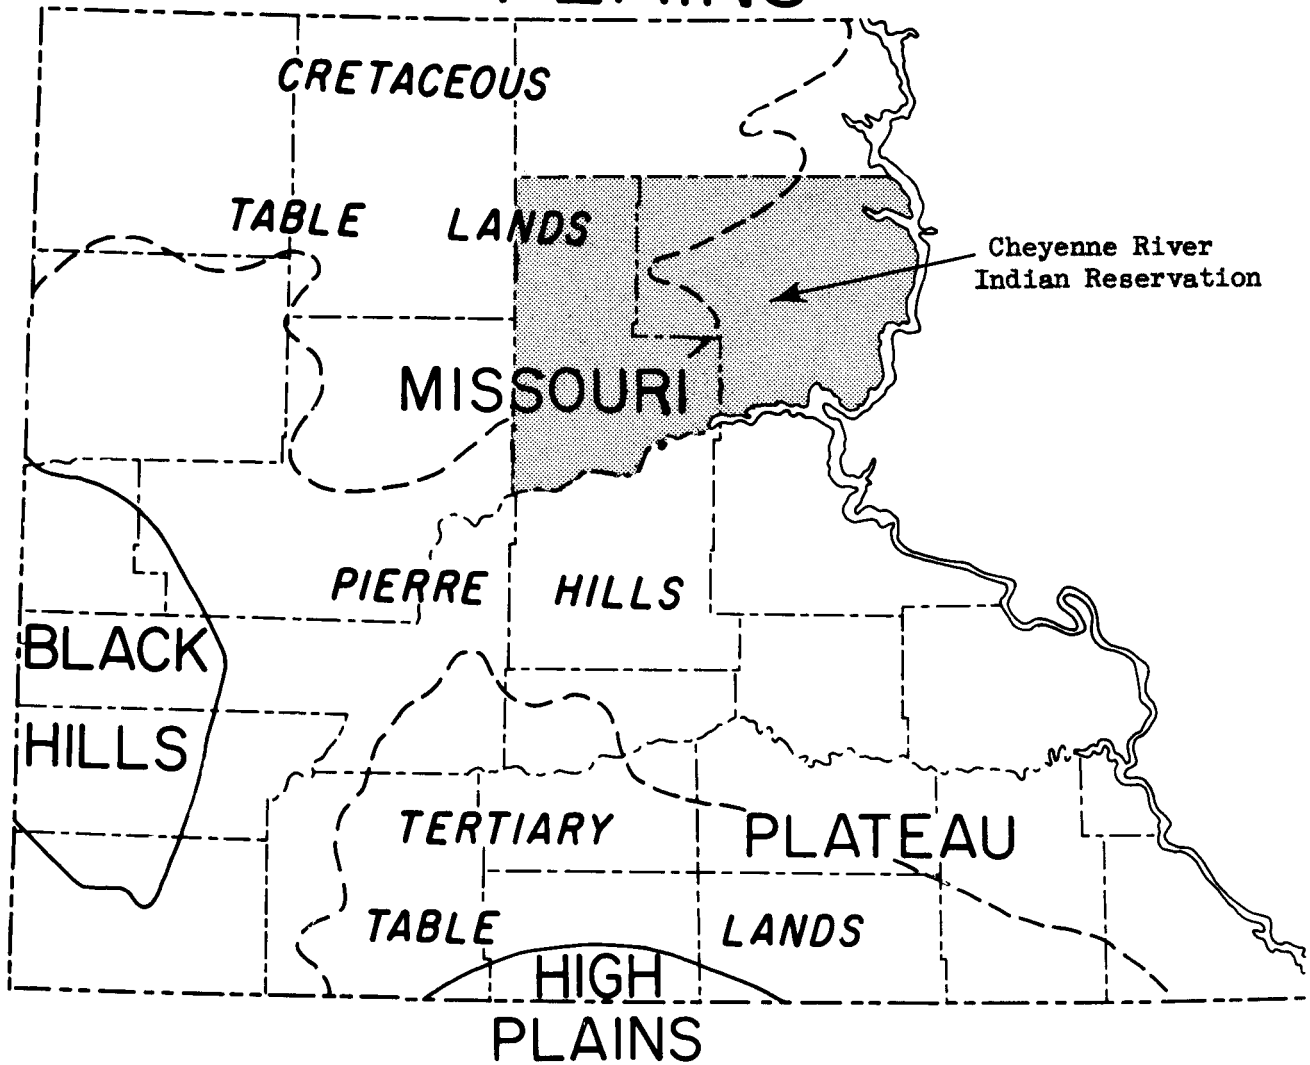 CRETACEOUS
TABLE LANDS
Cheyenne River
Indian Reservation
MISSOURI
PIERRE HILLS
BLACK
HILLS
TERTIARY
PLATEAU
TABLE LANDS
HIGH
PLAINS